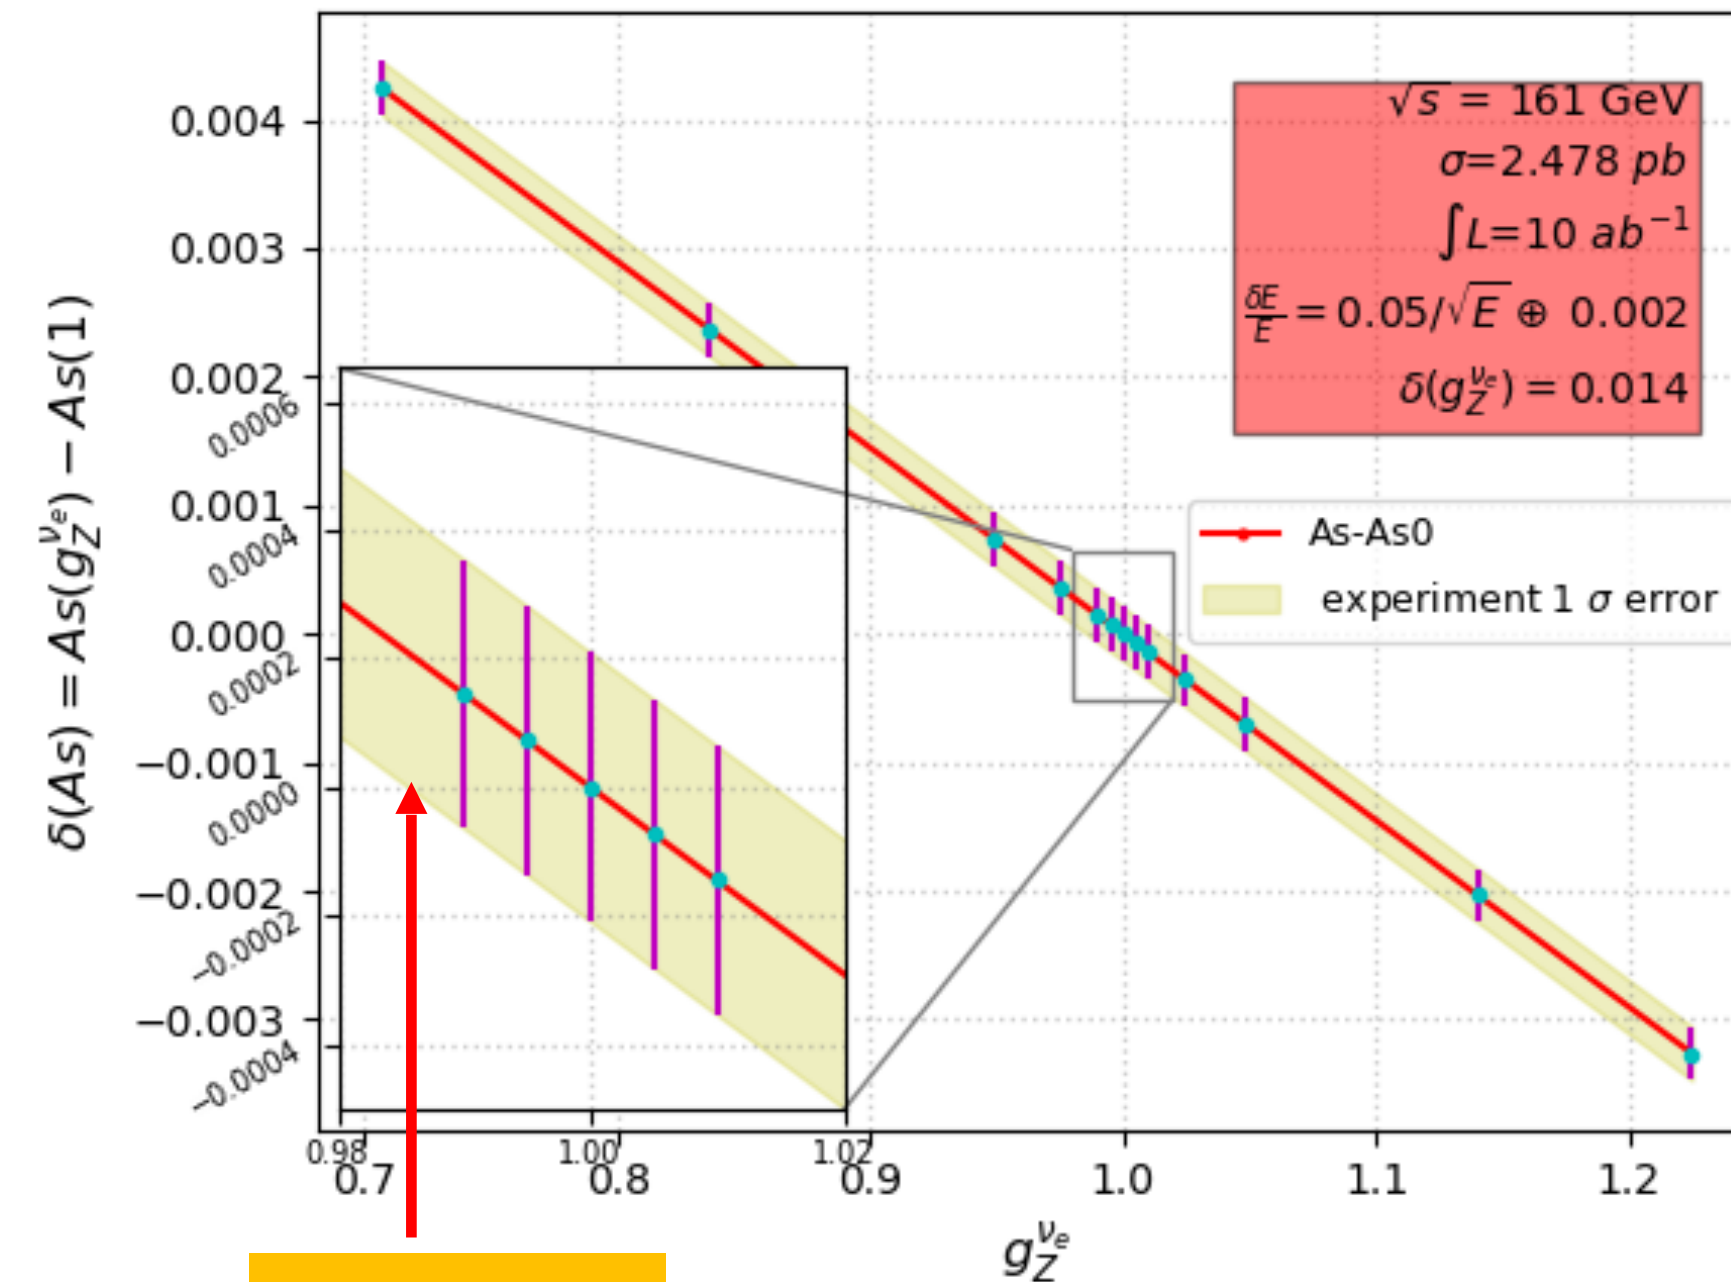 δ(As) = As(g_Z^{ν_e}) − As(1)
0.004
0.003
0.002
0.001
0.000
−0.001
−0.002
−0.003
0.0006
0.0004
0.0002
0.0000
−0.0002
−0.0004
0.98 1.00 1.02
0.7 0.8 0.9 1.0 1.1 1.2
g_Z^{ν_e}
√s = 161 GeV
σ=2.478 pb
∫L=10 ab⁻¹
δE/E = 0.05/√E ⊕ 0.002
δ(g_Z^{ν_e}) = 0.014
As-As0
experiment 1 σ error